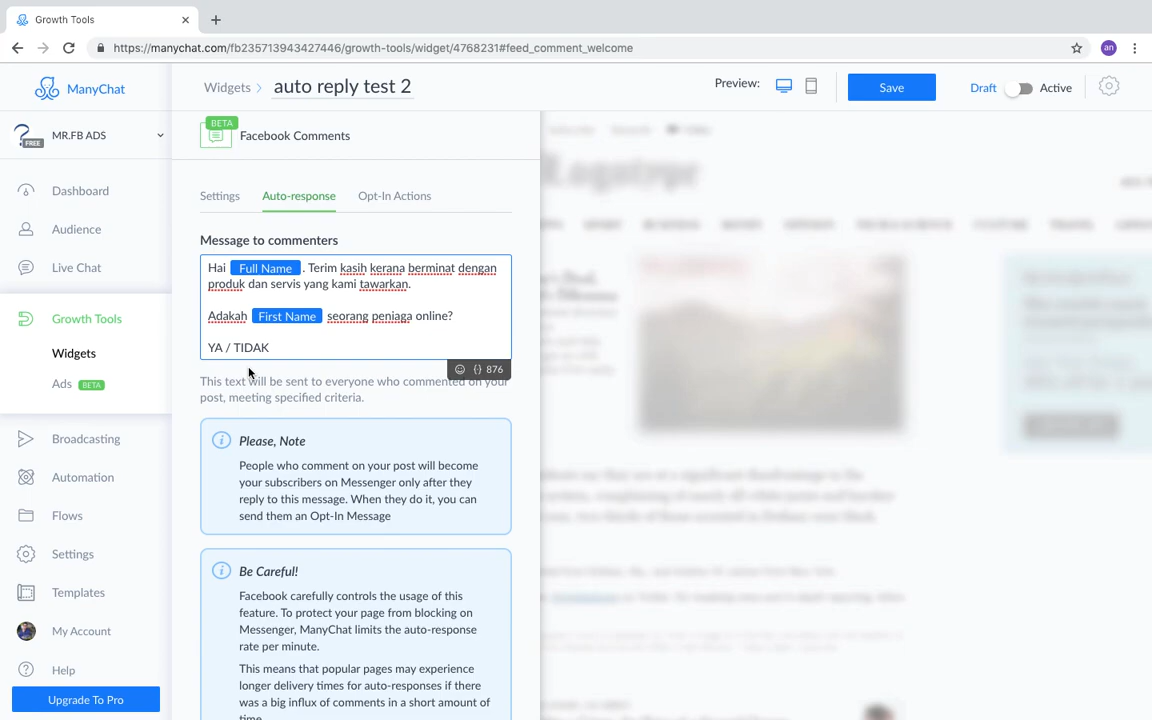 Growth Tools
https://manychat.com/fb235713943427446/growth-tools/widget/4768231#feed_comment_welcome
an
ManyChat
Widgets
auto reply test 2
Preview:
Save
Draft
Active
MR.FB ADS
FREE
BETA
Facebook Comments
Dashboard
Audience
Live Chat
Growth Tools
Widgets
Ads BETA
Broadcasting
Automation
Flows
Settings
Templates
My Account
Help
Upgrade To Pro
Settings Auto-response Opt-In Actions
Message to commenters
Hai Full Name . Terim kasih kerana berminat dengan
produk dan servis yang kami tawarkan.
Adakah First Name seorang peniaga online?
YA / TIDAK
{} 876
This text will be sent to everyone who commented on your
post, meeting specified criteria.
Please, Note
People who comment on your post will become
your subscribers on Messenger only after they
reply to this message. When they do it, you can
send them an Opt-In Message
Be Careful!
Facebook carefully controls the usage of this
feature. To protect your page from blocking on
Messenger, ManyChat limits the auto-response
rate per minute.
This means that popular pages may experience
longer delivery times for auto-responses if there
was a big influx of comments in a short amount of
time.
Logotype